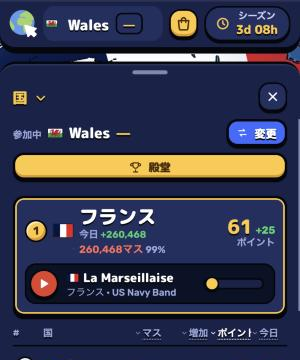 Wales —
シーズン
3d 08h
国
参加中 Wales — 変更
殿堂
1 フランス
今日 +260,468
260,468マス 99%
61 +25
ポイント
La Marseillaise
フランス • US Navy Band
# 国 マス 増加 ポイント 今日